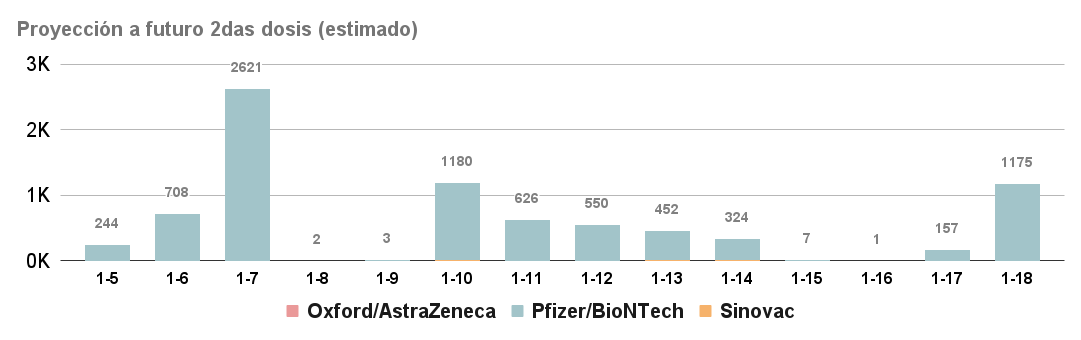 Proyección a futuro 2das dosis (estimado)
3K
2K
1K
0K
244
708
2621
2
3
1180
626
550
452
324
7
1
157
1175
1-5 1-6 1-7 1-8 1-9 1-10 1-11 1-12 1-13 1-14 1-15 1-16 1-17 1-18
Oxford/AstraZeneca Pfizer/BioNTech Sinovac